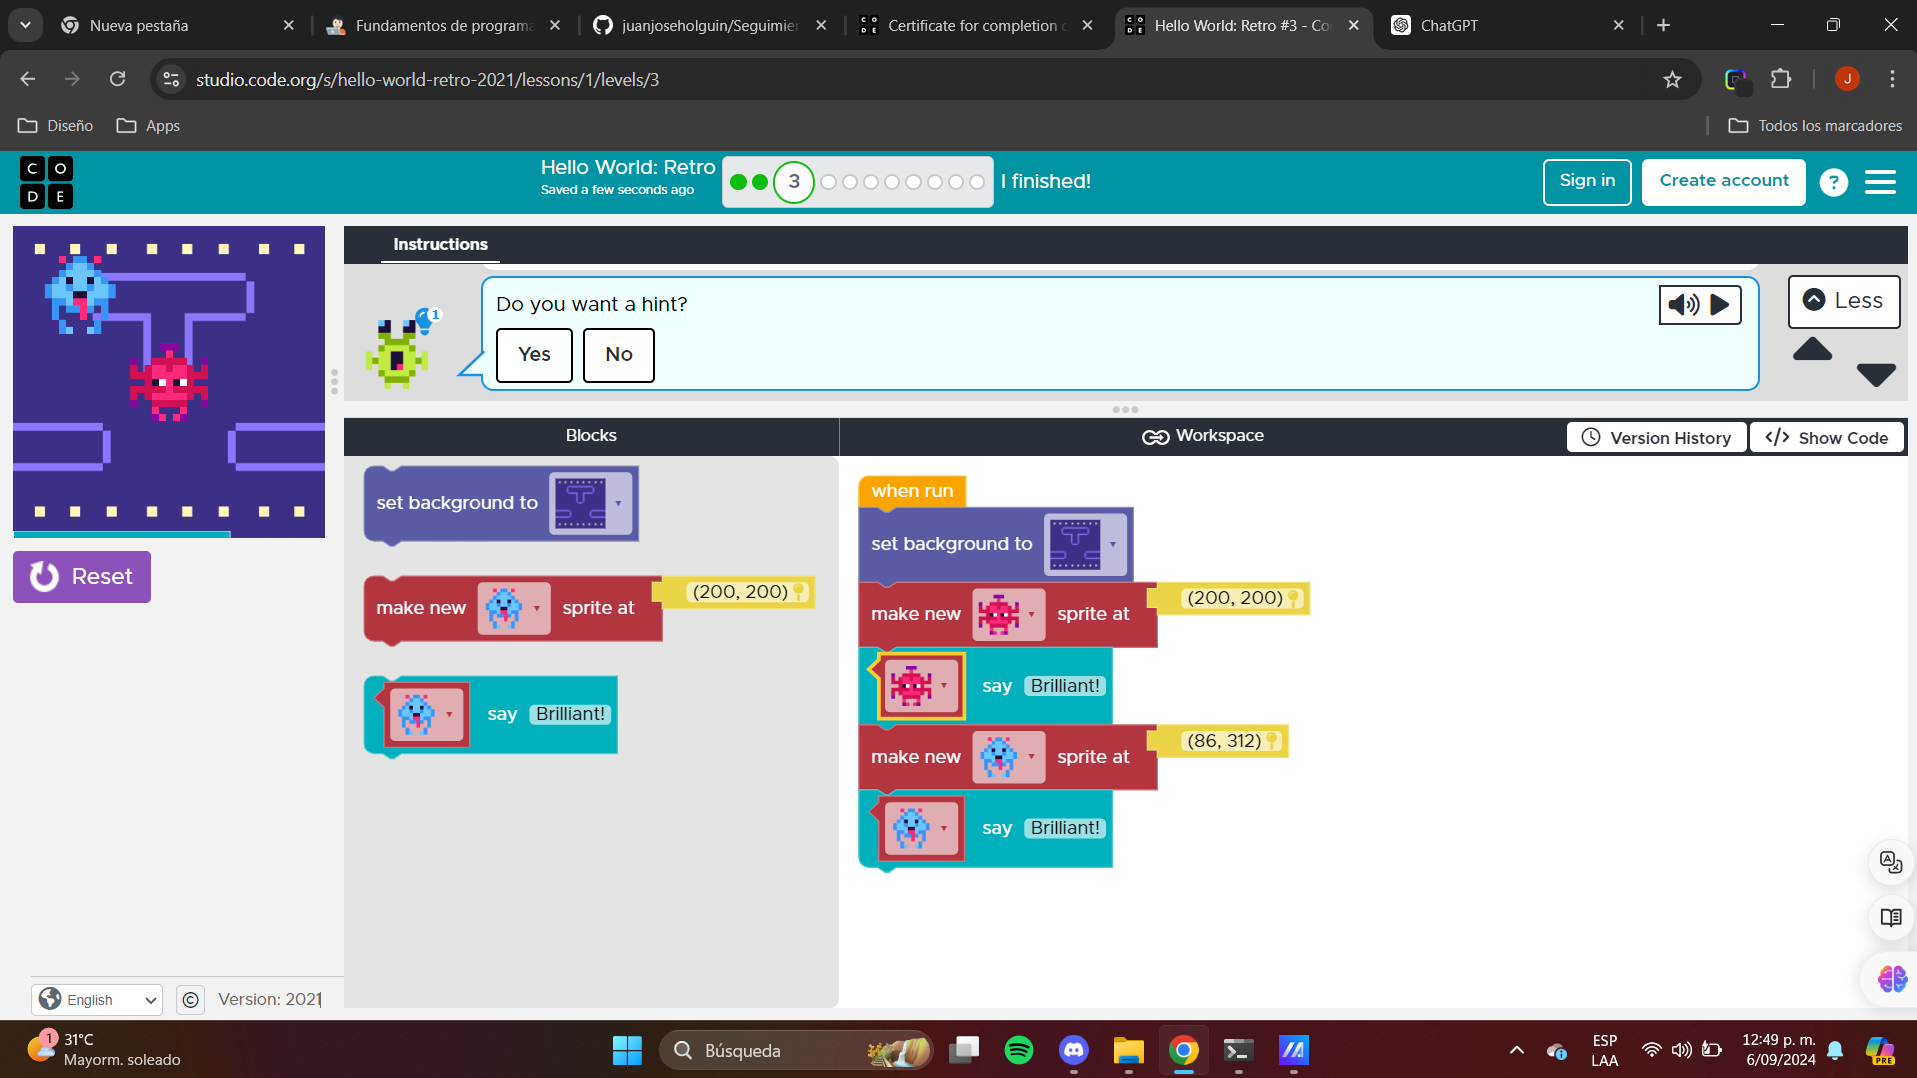 Nueva pestaña
Fundamentos de programa
juanjoseholguin/Seguimier
Certificate for completion
Hello World: Retro #3 - Co
ChatGPT
studio.code.org/s/hello-world-retro-2021/lessons/1/levels/3
J
Diseño
Apps
Todos los marcadores
C O
D E
Hello World: Retro
Saved a few seconds ago
3
I finished!
Sign in
Create account
?
Instructions
Do you want a hint?
1
Yes
No
Less
Blocks
Workspace
Version History
</> Show Code
set background to
make new sprite at (200, 200)
say Brilliant!
when run
set background to
make new sprite at (200, 200)
say Brilliant!
make new sprite at (86, 312)
say Brilliant!
Reset
English
©
Version: 2021
1
31°C
Mayorm. soleado
Búsqueda
ESP
LAA
12:49 p. m.
6/09/2024
PRE